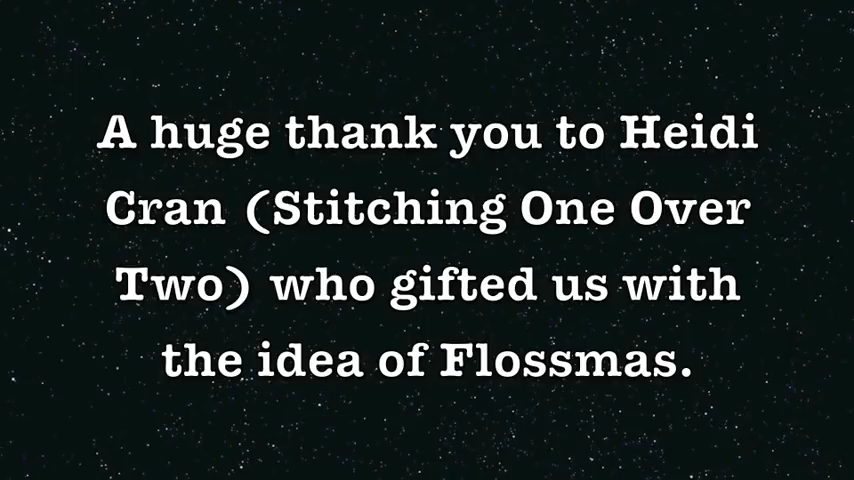 A huge thank you to Heidi
Cran (Stitching One Over
Two) who gifted us with
the idea of Flossmas.